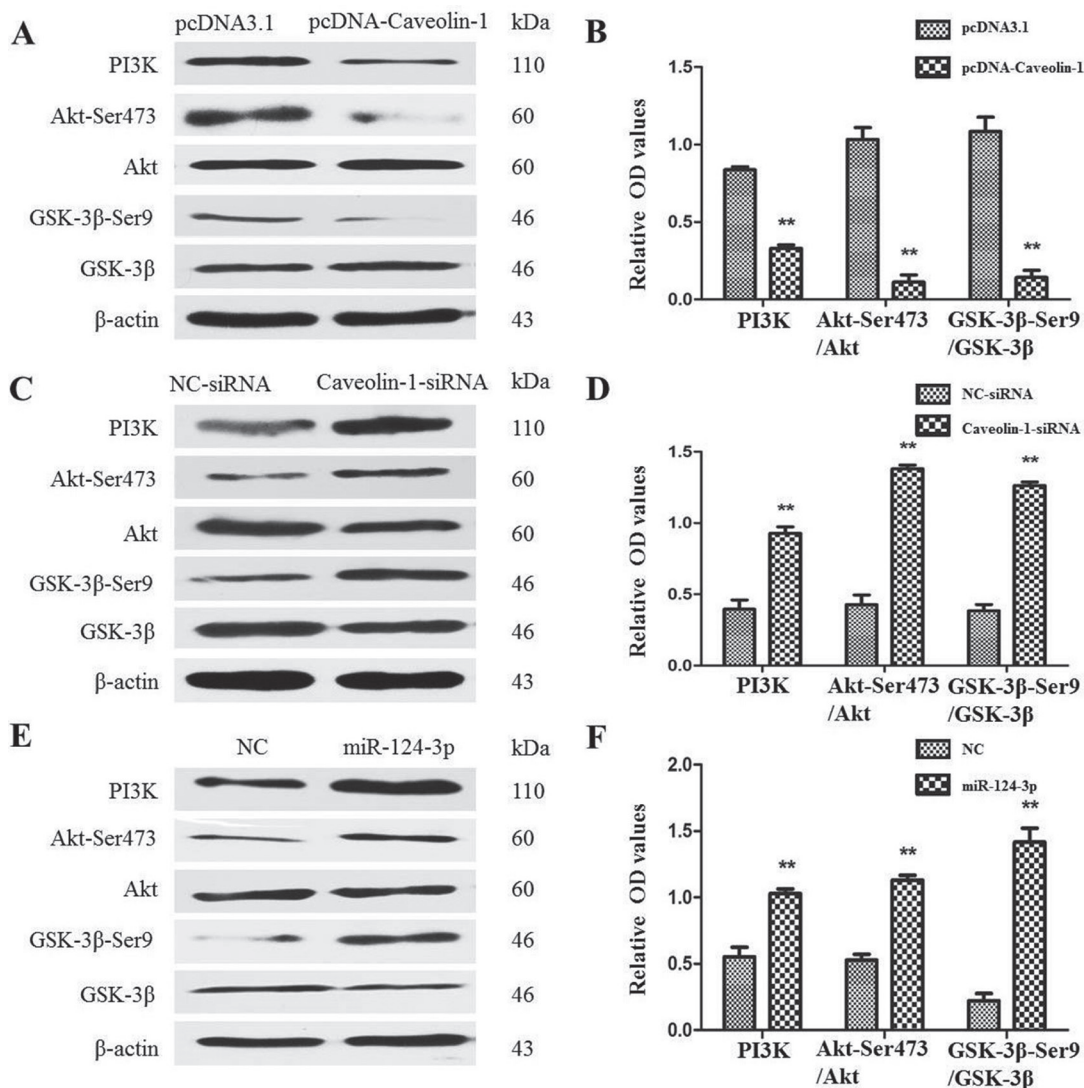 A
pcDNA3.1 pcDNA-Caveolin-1 kDa
PI3K 110
Akt-Ser473 60
Akt 60
GSK-3β-Ser9 46
GSK-3β 46
β-actin 43
B
pcDNA3.1
pcDNA-Caveolin-1
Relative OD values
1.5
1.0
0.5
0.0
**
**
**
PI3K Akt-Ser473 GSK-3β-Ser9
/Akt /GSK-3β
C
NC-siRNA Caveolin-1-siRNA kDa
PI3K 110
Akt-Ser473 60
Akt 60
GSK-3β-Ser9 46
GSK-3β 46
β-actin 43
D
NC-siRNA
Caveolin-1-siRNA
Relative OD values
1.5
1.0
0.5
0.0
**
**
**
PI3K Akt-Ser473 GSK-3β-Ser9
/Akt /GSK-3β
E
NC miR-124-3p kDa
PI3K 110
Akt-Ser473 60
Akt 60
GSK-3β-Ser9 46
GSK-3β 46
β-actin 43
F
NC
miR-124-3p
Relative OD values
2.0
1.5
1.0
0.5
0.0
**
**
**
PI3K Akt-Ser473 GSK-3β-Ser9
/Akt /GSK-3β